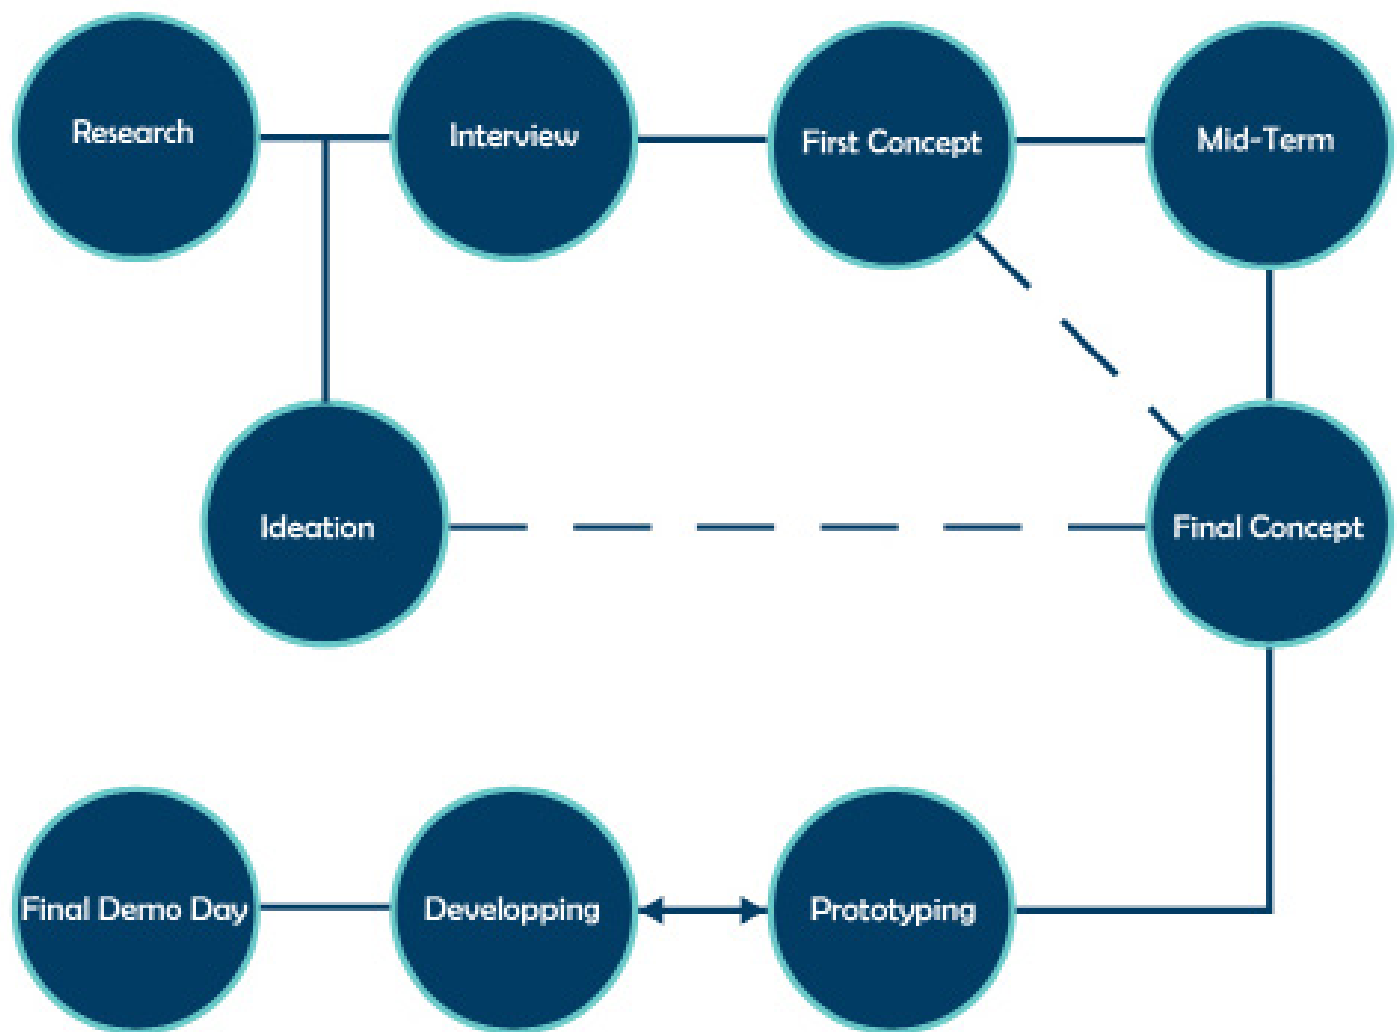 Research
Interview
First Concept
Mid-Term
Ideation
Final Concept
Final Demo Day
Developping
Prototyping